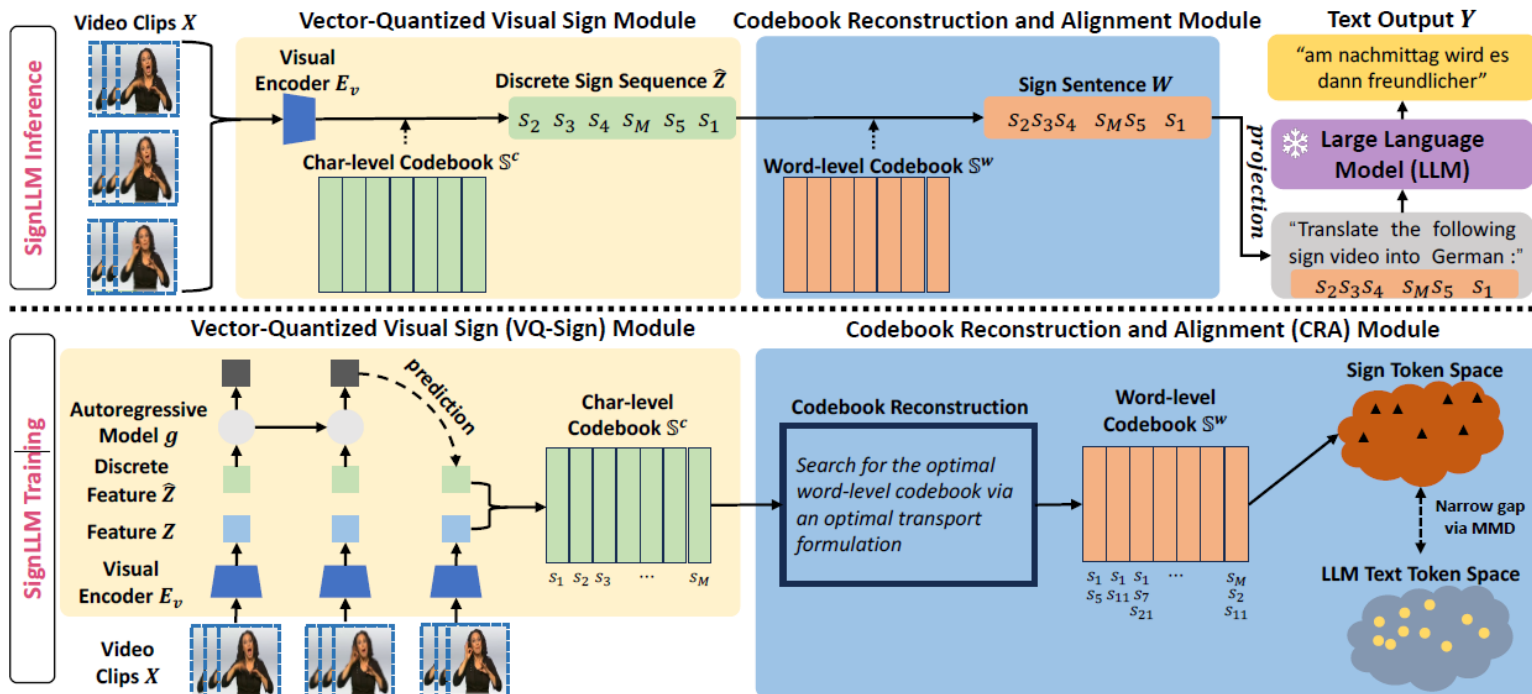 SignLLM Inference
Video Clips X
Vector-Quantized Visual Sign Module
Visual
Encoder E_v
Discrete Sign Sequence Ẑ
s_2 s_3 s_4 s_M s_5 s_1
Char-level Codebook 𝕊^c
Codebook Reconstruction and Alignment Module
Sign Sentence W
s_2s_3s_4 s_Ms_5 s_1
Word-level Codebook 𝕊^w
projection
Text Output Y
“am nachmittag wird es
dann freundlicher”
Large Language
Model (LLM)
“Translate the following
sign video into German :”
s_2s_3s_4 s_Ms_5 s_1
SignLLM Training
Vector-Quantized Visual Sign (VQ-Sign) Module
prediction
Autoregressive
Model g
Discrete
Feature Ẑ
Feature Z
Visual
Encoder E_v
Video
Clips X
Char-level
Codebook 𝕊^c
s_1 s_2 s_3 ... s_M
Codebook Reconstruction and Alignment (CRA) Module
Codebook Reconstruction
Search for the optimal
word-level codebook via
an optimal transport
formulation
Word-level
Codebook 𝕊^w
s_1 s_1 s_1 ... s_M
s_5 s_11 s_7 s_2
s_21 s_11
Sign Token Space
Narrow gap
via MMD
LLM Text Token Space